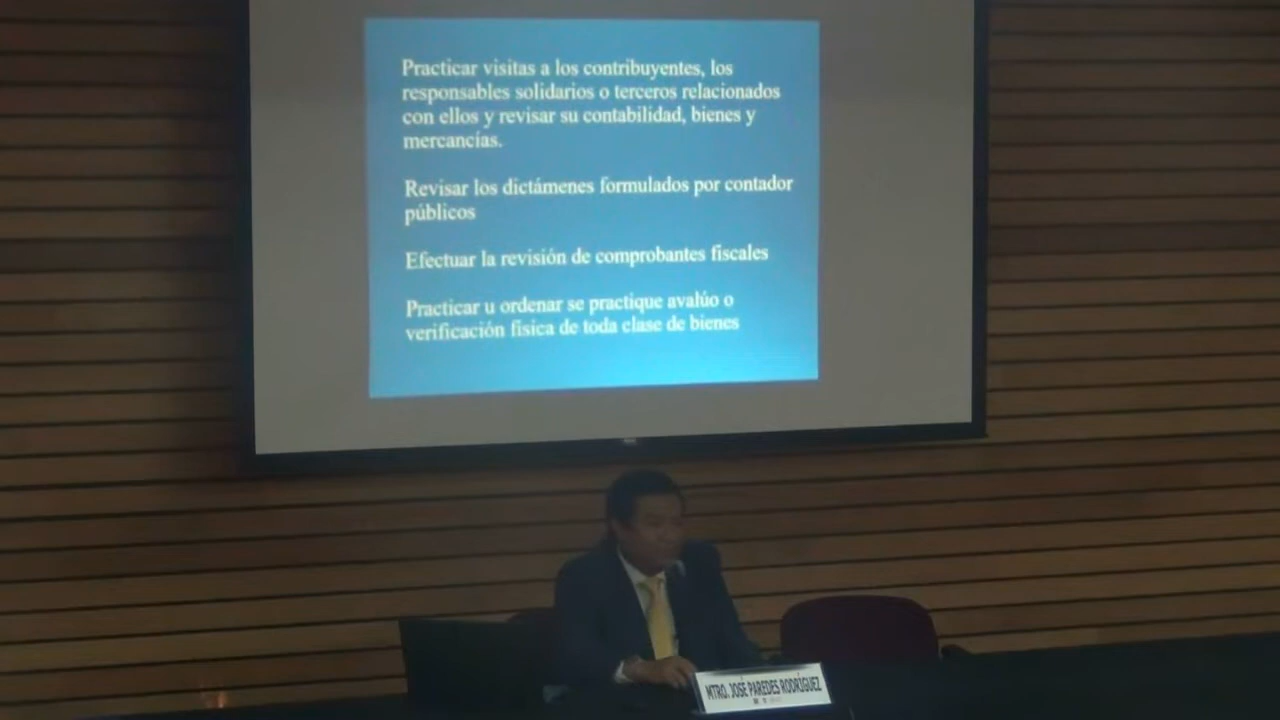 Practicar visitas a los contribuyentes, los
responsables solidarios o terceros relacionados
con ellos y revisar su contabilidad, bienes y
mercancías.
Revisar los dictámenes formulados por contador
públicos
Efectuar la revisión de comprobantes fiscales
Practicar u ordenar se practique avalúo o
verificación física de toda clase de bienes
MTRO. JOSÉ PAREDES RODRÍGUEZ